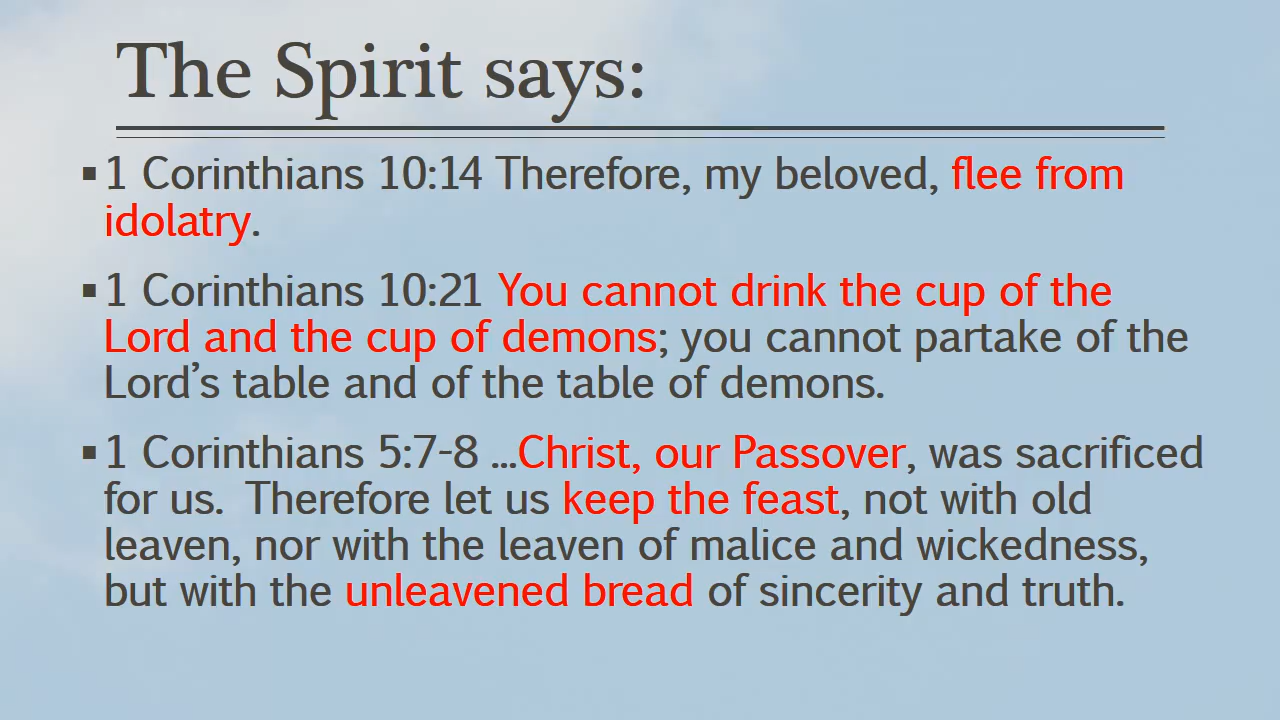 The Spirit says:
▪1 Corinthians 10:14 Therefore, my beloved, flee from
idolatry.
▪1 Corinthians 10:21 You cannot drink the cup of the
Lord and the cup of demons; you cannot partake of the
Lord’s table and of the table of demons.
▪1 Corinthians 5:7-8 …Christ, our Passover, was sacrificed
for us.  Therefore let us keep the feast, not with old
leaven, nor with the leaven of malice and wickedness,
but with the unleavened bread of sincerity and truth.